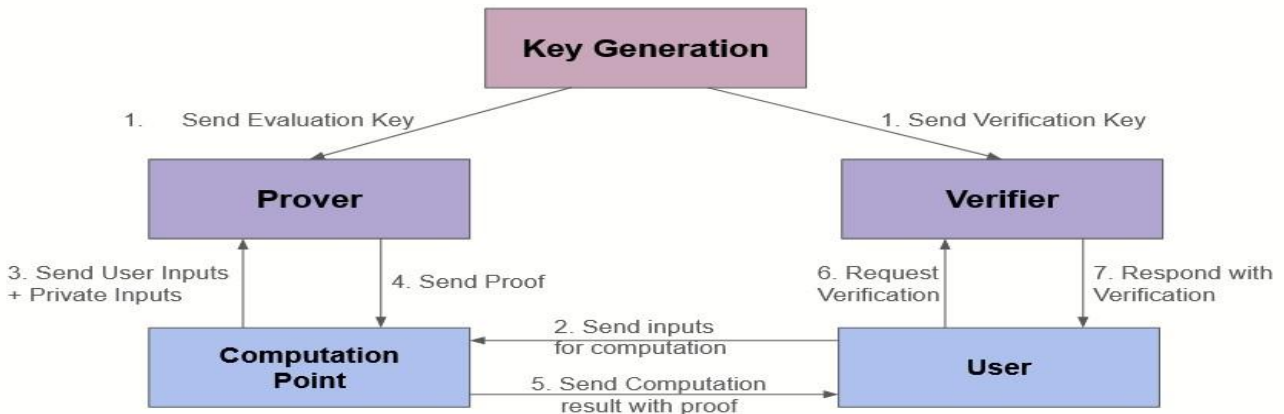 Key Generation
1. Send Evaluation Key
1. Send Verification Key
Prover
Verifier
3. Send User Inputs
+ Private Inputs
4. Send Proof
6. Request
Verification
7. Respond with
Verification
2. Send inputs
for computation
Computation
Point
User
5. Send Computation
result with proof